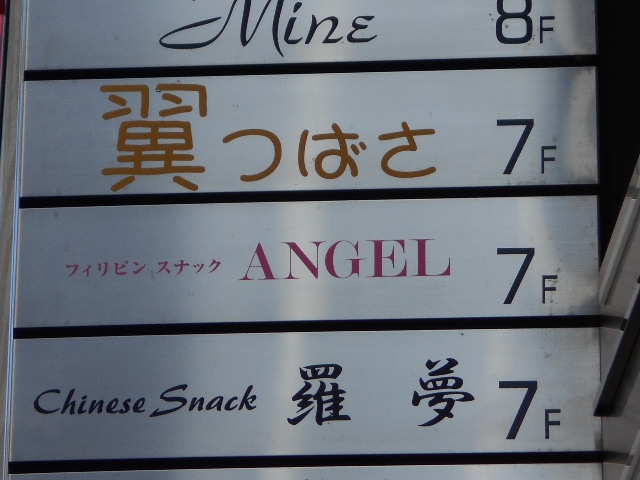 Mine 8F
翼つばさ 7F
フィリピン スナック ANGEL 7F
Chinese Snack 羅 夢 7F